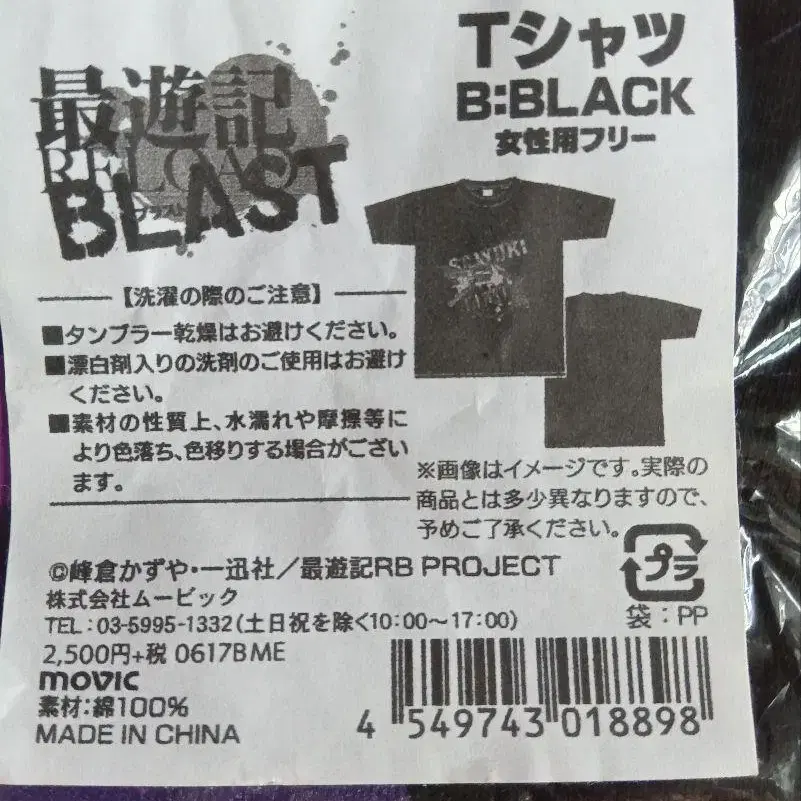 最遊記
RELOAD
BLAST
ブラスト
Tシャツ
B:BLACK
女性用フリー
【洗濯の際のご注意】
■タンブラー乾燥はお避けください。
■漂白剤入りの洗剤のご使用はお避け
ください。
■素材の性質上、水濡れや摩擦等に
より色落ち、色移りする場合がござい
ます。
※画像はイメージです。実際の
商品とは多少異なりますので、
予めご了承ください。
©峰倉かずや・一迅社／最遊記RB PROJECT
株式会社ムービック
TEL:03-5995-1332(土日祝を除く10:00～17:00)
2,500円+税 0617BME
movic
素材:綿100%
MADE IN CHINA
プラ
袋:PP
4 549743 018898